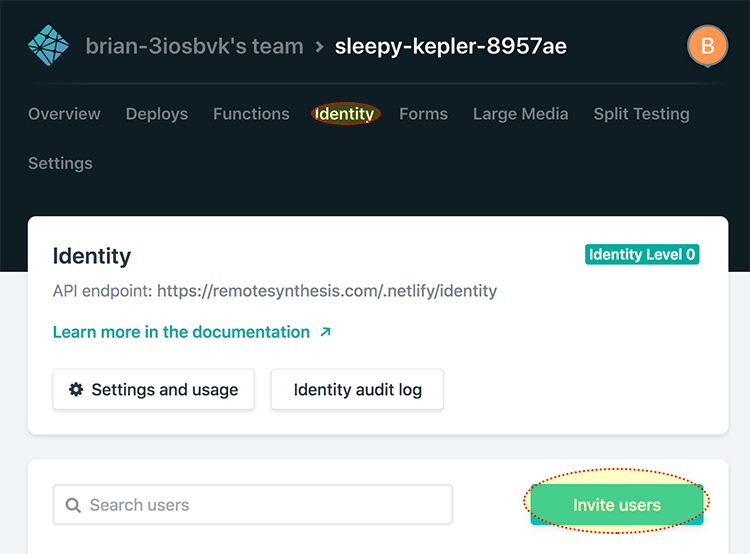 brian-3iosbvk's team > sleepy-kepler-8957ae
B
Overview Deploys Functions Identity Forms Large Media Split Testing
Settings
Identity
Identity Level 0
API endpoint: https://remotesynthesis.com/.netlify/identity
Learn more in the documentation ↗
Settings and usage Identity audit log
Search users Invite users